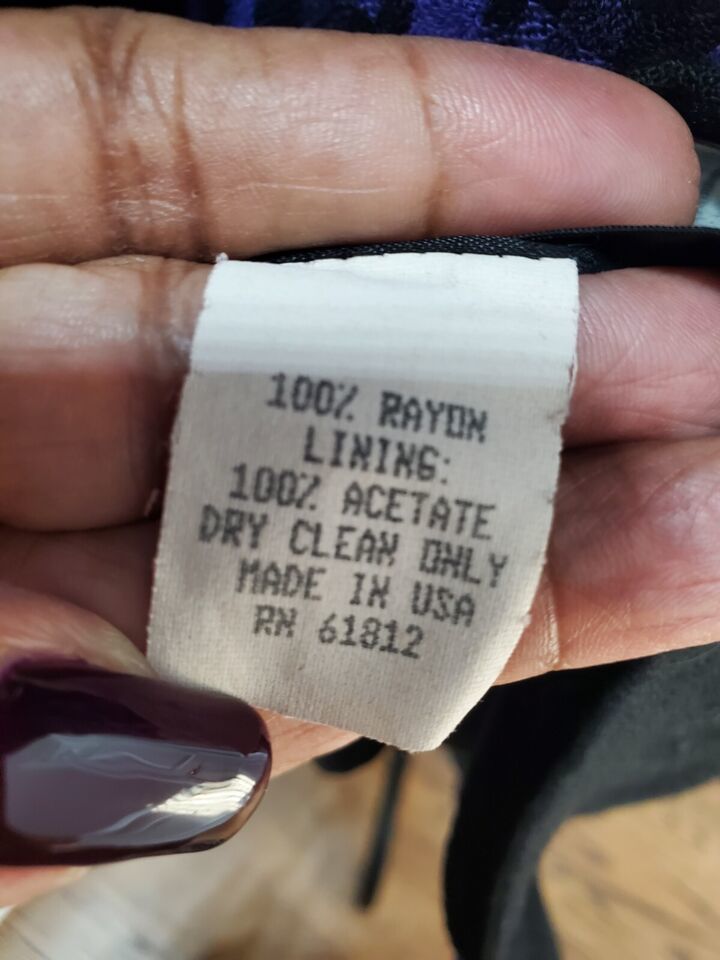 100% RAYON
LINING:
100% ACETATE
DRY CLEAN ONLY
MADE IN USA
RN 61812